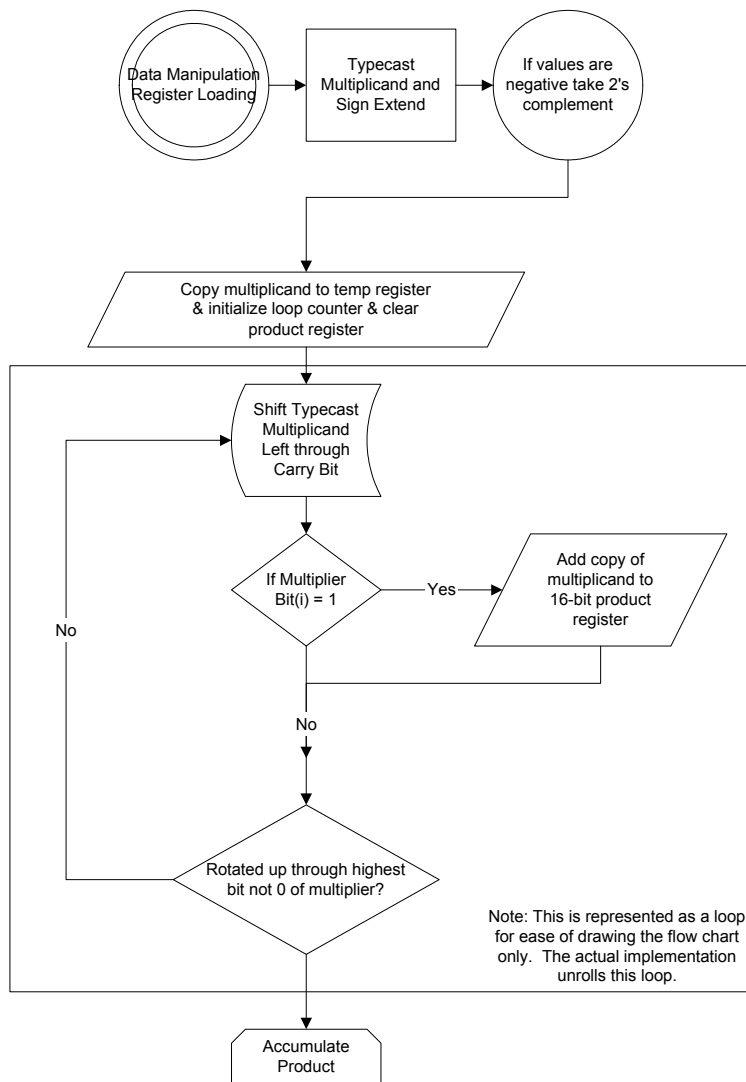 Data Manipulation
Register Loading
Typecast
Multiplicand and
Sign Extend
If values are
negative take 2's
complement
Copy multiplicand to temp register
& initialize loop counter & clear
product register
Shift Typecast
Multiplicand
Left through
Carry Bit
If Multiplier
Bit(i) = 1
Yes
Add copy of
multiplicand to
16-bit product
register
No
No
Rotated up through highest
bit not 0 of multiplier?
Note: This is represented as a loop
for ease of drawing the flow chart
only. The actual implementation
unrolls this loop.
Accumulate
Product